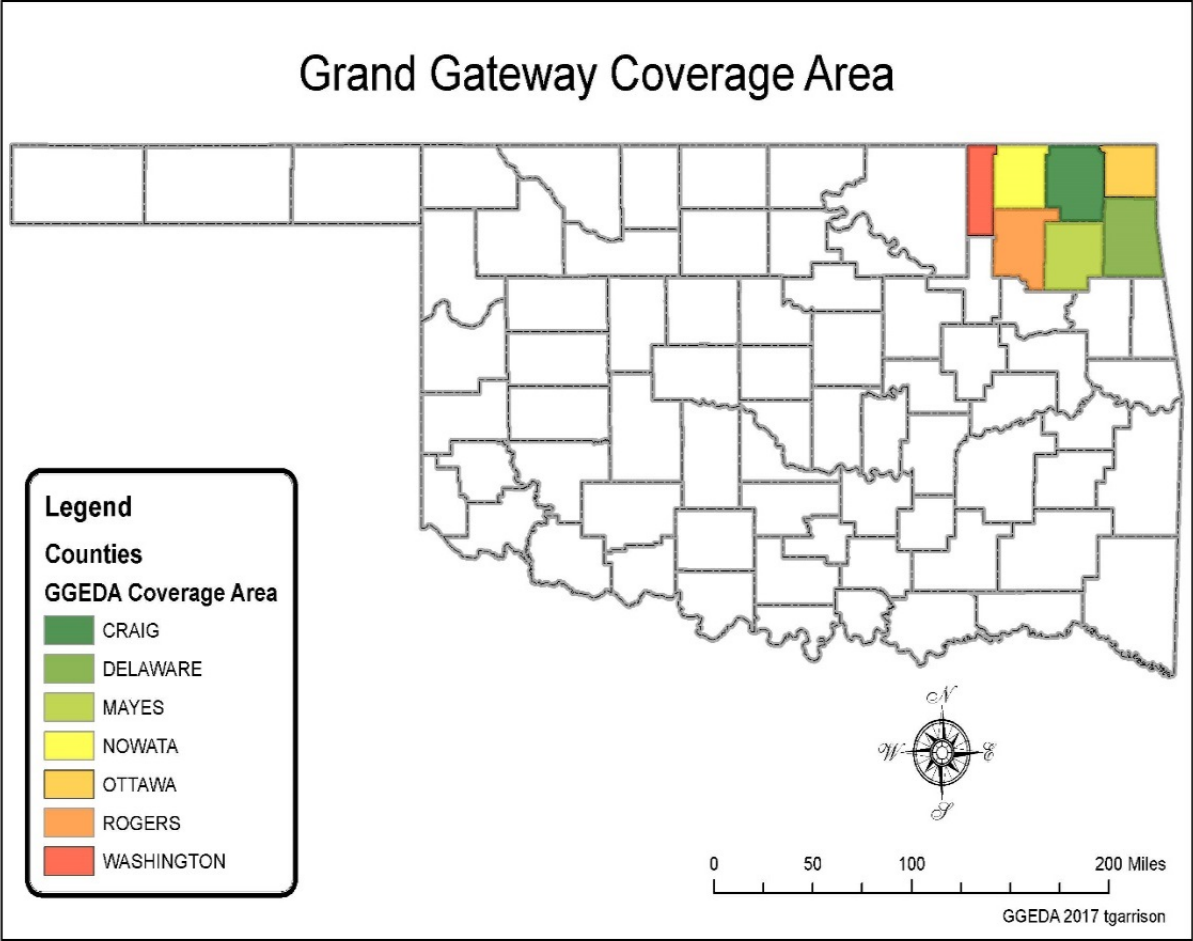 Grand Gateway Coverage Area
Legend
Counties
GGEDA Coverage Area
CRAIG
DELAWARE
MAYES
NOWATA
OTTAWA
ROGERS
WASHINGTON
N
W E
S
0 50 100 200 Miles
GGEDA 2017 tgarrison